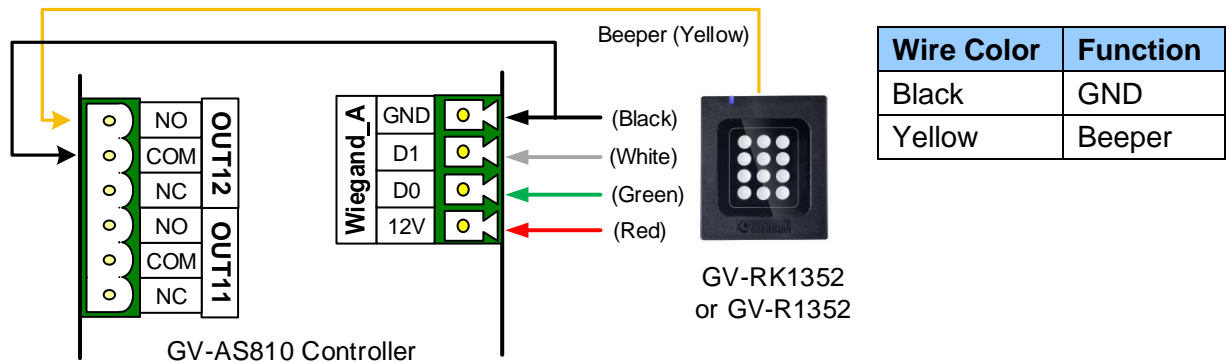 Beeper (Yellow)
NO
COM
NC
NO
COM
NC
OUT12
OUT11
Wiegand_A
GND
D1
D0
12V
(Black)
(White)
(Green)
(Red)
GV-RK1352
or GV-R1352
GV-AS810 Controller
Wire Color Function
Black GND
Yellow Beeper